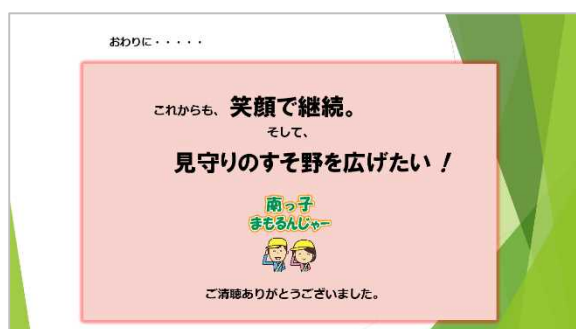 おわりに・・・・・
これからも、笑顔で継続。
そして、
見守りのすそ野を広げたい！
南っ子
まもるんじゃー
ご清聴ありがとうございました。